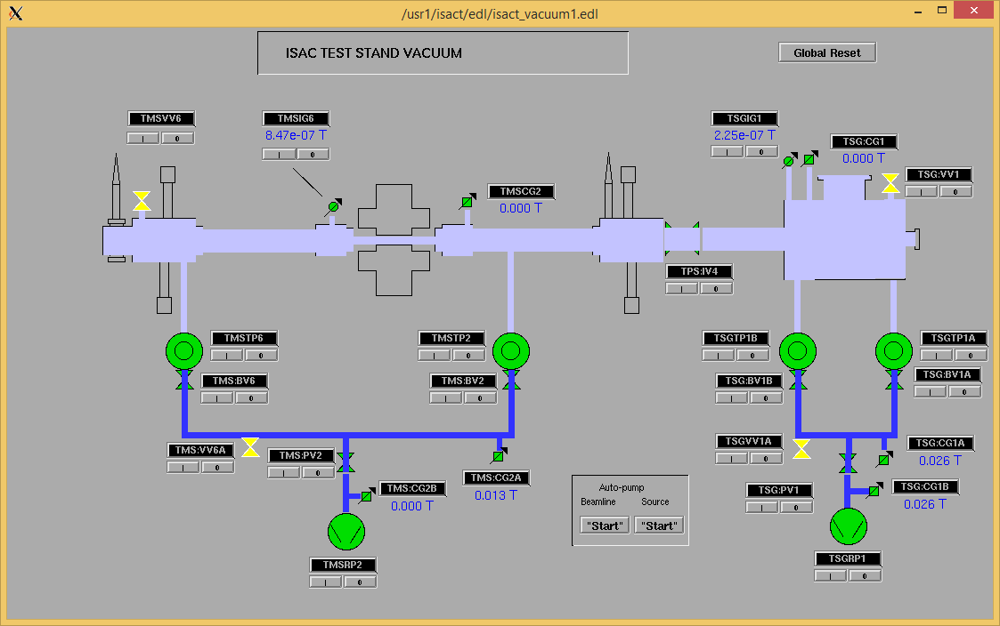 /usr1/isact/edl/isact_vacuum1.edl
ISAC TEST STAND VACUUM
Global Reset
TMSVV6
I 0
TMSIG6
8.47e-07 T
I 0
TSGIG1
2.25e-07 T
I 0
TSG:CG1
0.000 T
TSG:VV1
I 0
TMSCG2
0.000 T
TPS:IV4
I 0
TMSTP6
I 0
TMSTP2
I 0
TSGTP1B
I 0
TSGTP1A
I 0
TMS:BV6
I 0
TMS:BV2
I 0
TSG:BV1B
I 0
TSG:BV1A
I 0
TMS:VV6A
I 0
TMS:PV2
I 0
TSGVV1A
I 0
TSG:CG1A
0.026 T
TMS:CG2A
0.013 T
TMS:CG2B
0.000 T
TSG:PV1
I 0
TSG:CG1B
0.026 T
Auto-pump
Beamline Source
"Start" "Start"
TMSRP2
I 0
TSGRP1
I 0